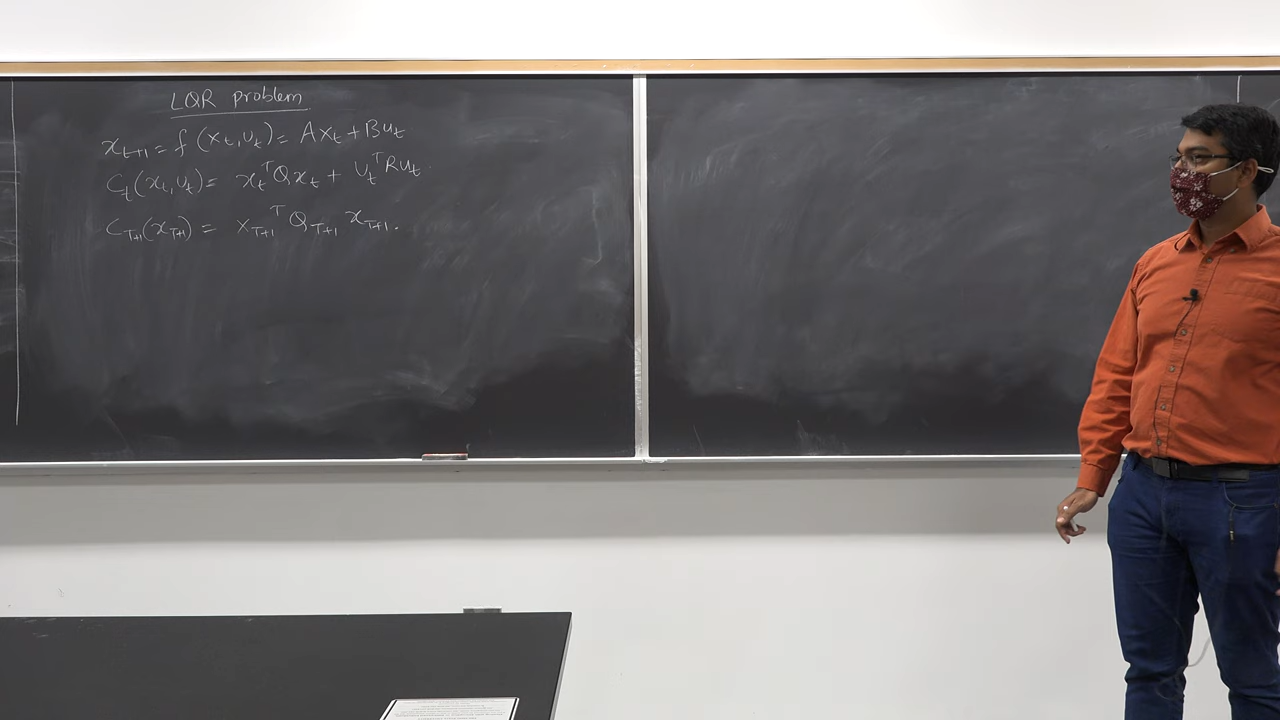 LQR problem
x_{t+1} = f(x_t, u_t) = Ax_t + Bu_t
C_t(x_t, u_t) = x_t^T Q x_t + u_t^T R u_t.
C_{T+1}(x_{T+1}) = x_{T+1}^T Q_{T+1} x_{T+1}.